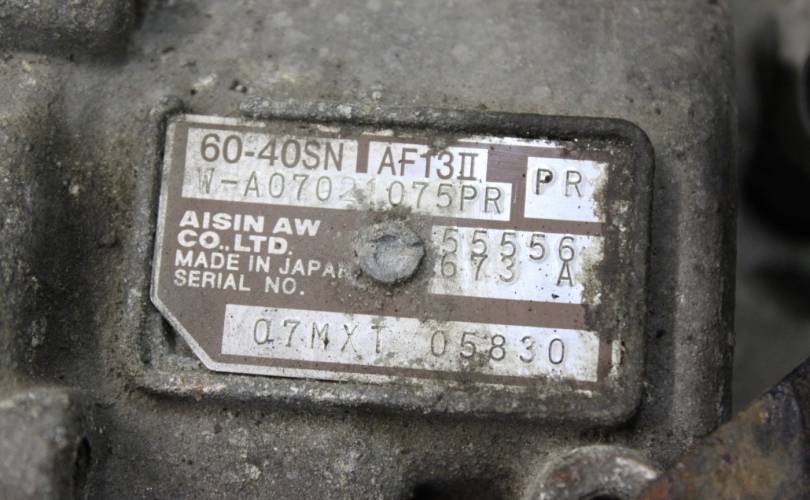 60-40SN AF13II
W-A07021075PR PR
AISIN AW
CO.,LTD.
MADE IN JAPAN
SERIAL NO.
55556
673 A
07MXT 05830